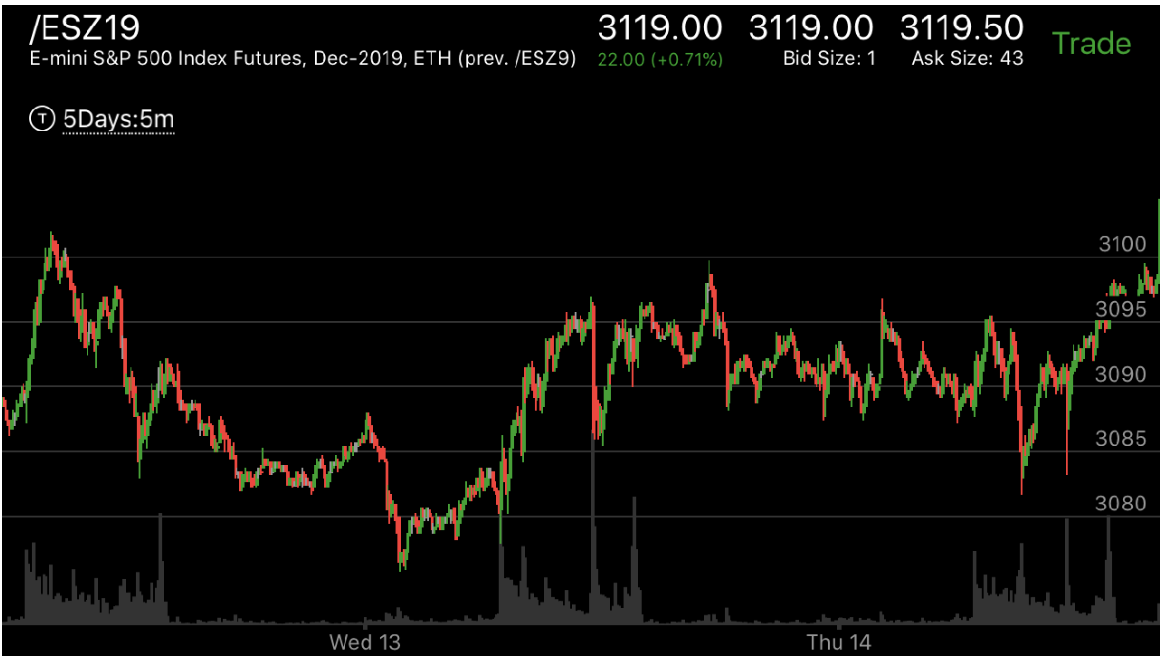 /ESZ19 3119.00 3119.00 3119.50 Trade
E-mini S&P 500 Index Futures, Dec-2019, ETH (prev. /ESZ9) 22.00 (+0.71%) Bid Size: 1 Ask Size: 43
T 5Days:5m
3100
3095
3090
3085
3080
Wed 13 Thu 14